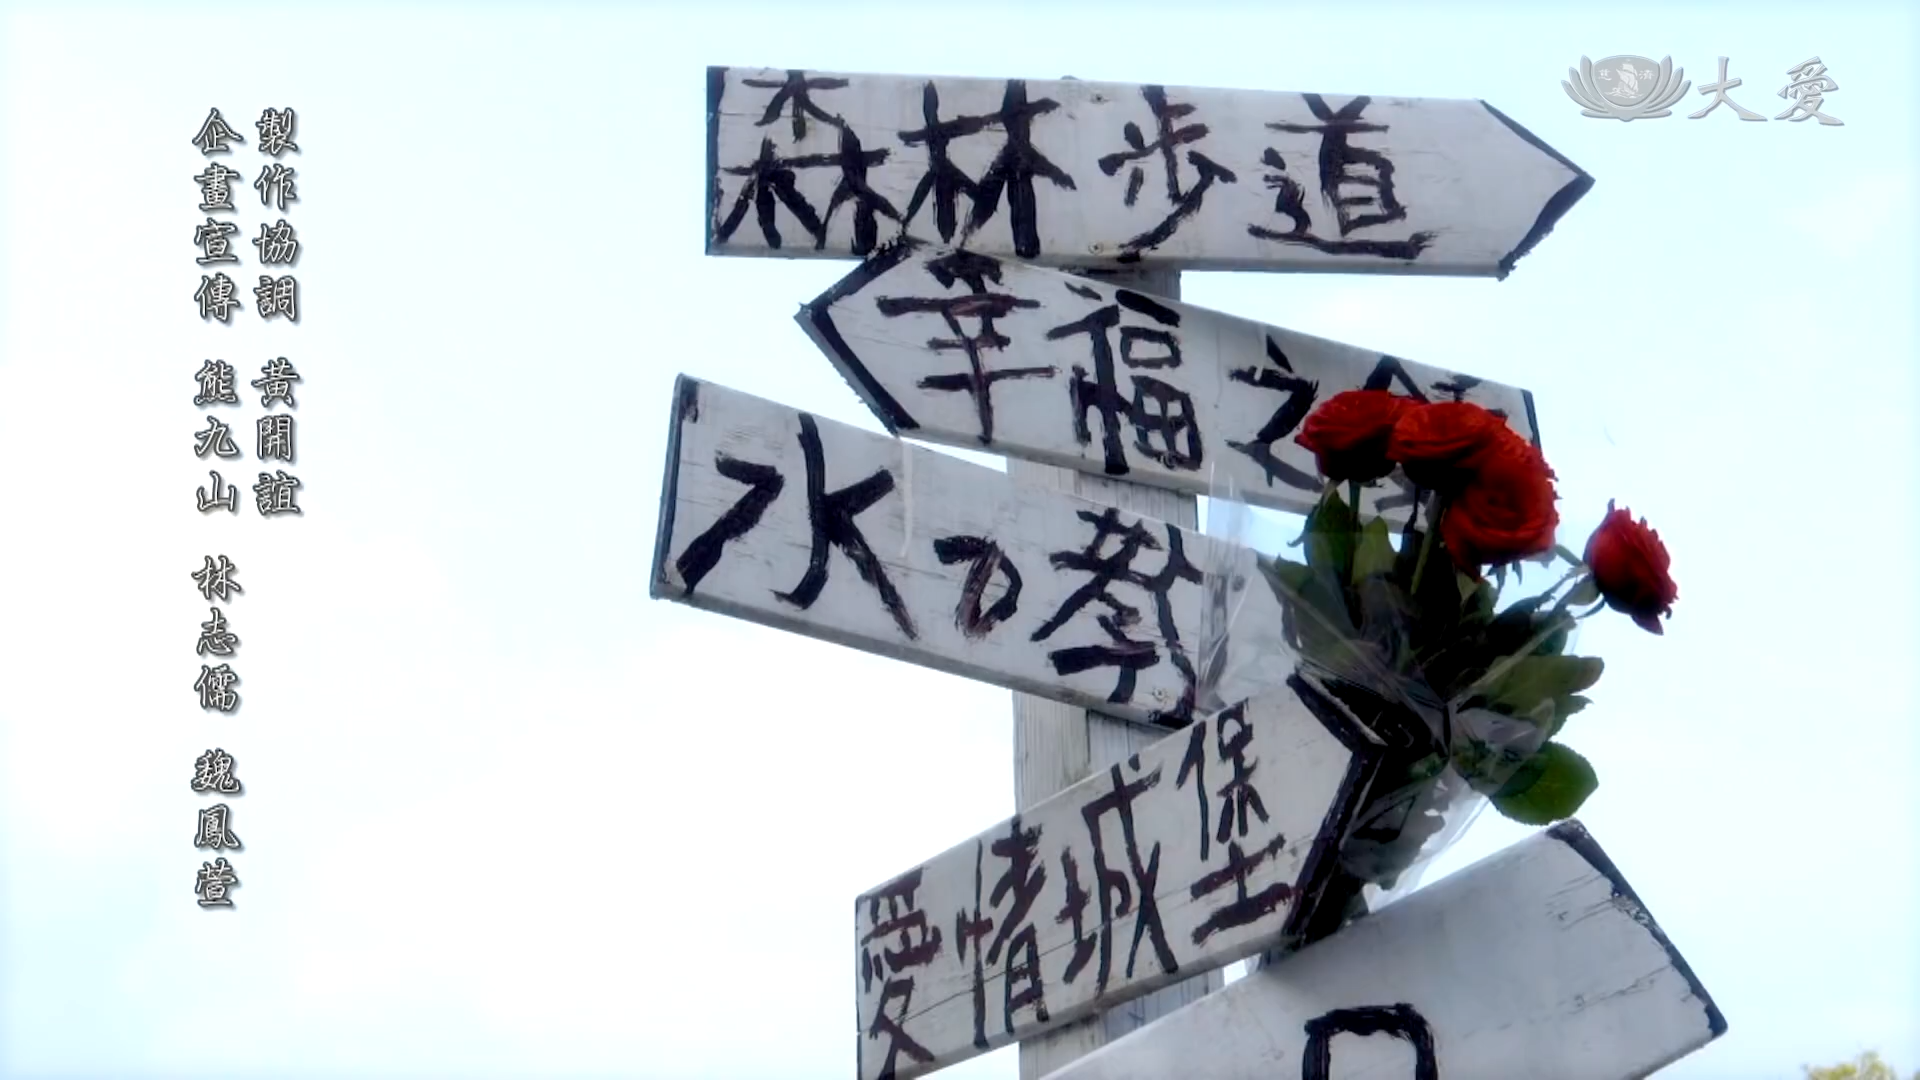 製作協調 黃開誼
企畫宣傳 熊九山 林志儒 魏鳳萱
大愛
森林步道
幸福之
水刀教
愛情城堡